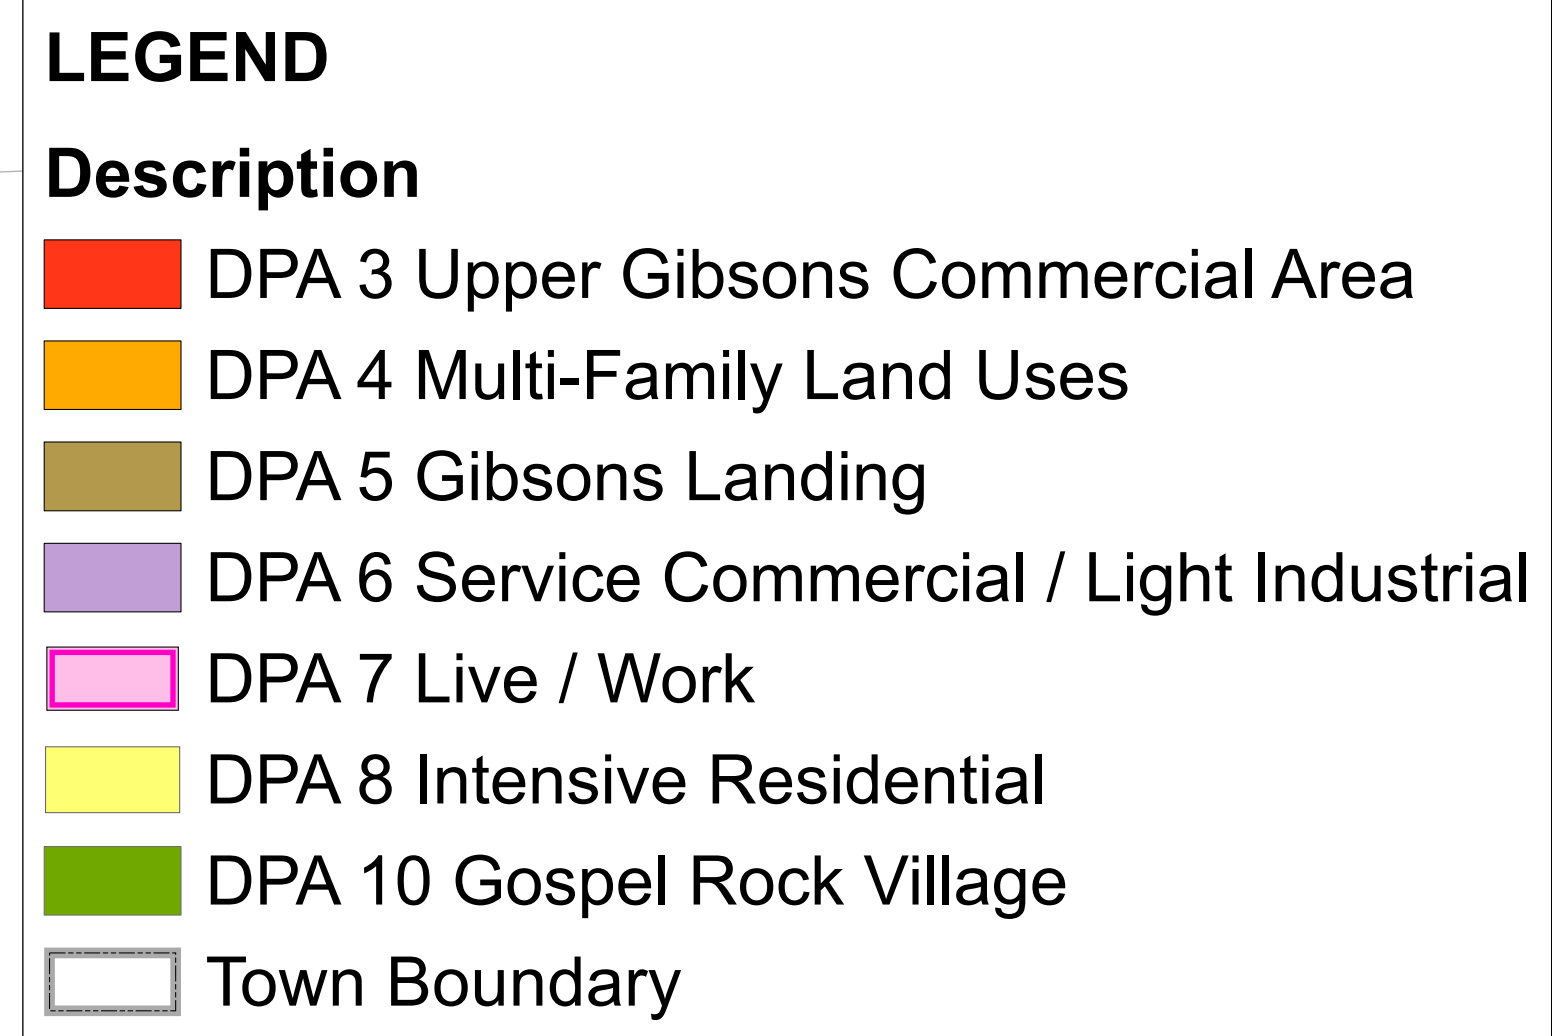 LEGEND
Description
DPA 3 Upper Gibsons Commercial Area
DPA 4 Multi-Family Land Uses
DPA 5 Gibsons Landing
DPA 6 Service Commercial / Light Industrial
DPA 7 Live / Work
DPA 8 Intensive Residential
DPA 10 Gospel Rock Village
Town Boundary